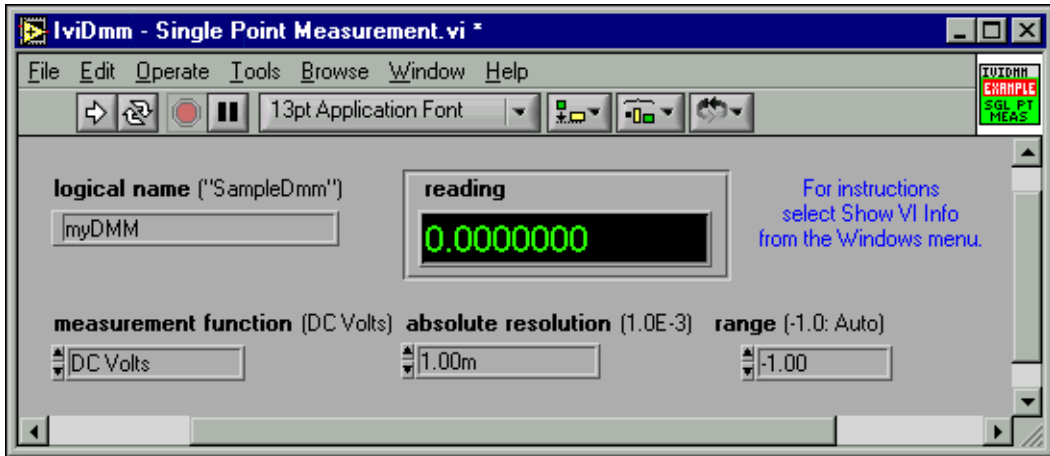 IviDmm - Single Point Measurement.vi *
File Edit Operate Tools Browse Window Help
IVIDMM
EXAMPLE
SGL PT
MEAS
13pt Application Font
logical name ("SampleDmm")
myDMM
reading
0.0000000
For instructions
select Show VI Info
from the Windows menu.
measurement function (DC Volts) absolute resolution (1.0E-3) range (-1.0: Auto)
DC Volts 1.00m -1.00